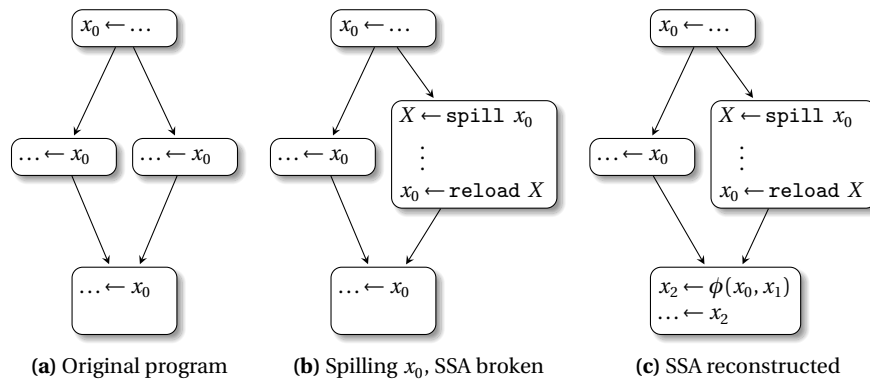 x₀ ← …
… ← x₀
… ← x₀
… ← x₀
(a) Original program
x₀ ← …
… ← x₀
X ← spill x₀
⋮
x₀ ← reload X
… ← x₀
(b) Spilling x₀, SSA broken
x₀ ← …
… ← x₀
X ← spill x₀
⋮
x₀ ← reload X
x₂ ← ϕ(x₀, x₁)
… ← x₂
(c) SSA reconstructed